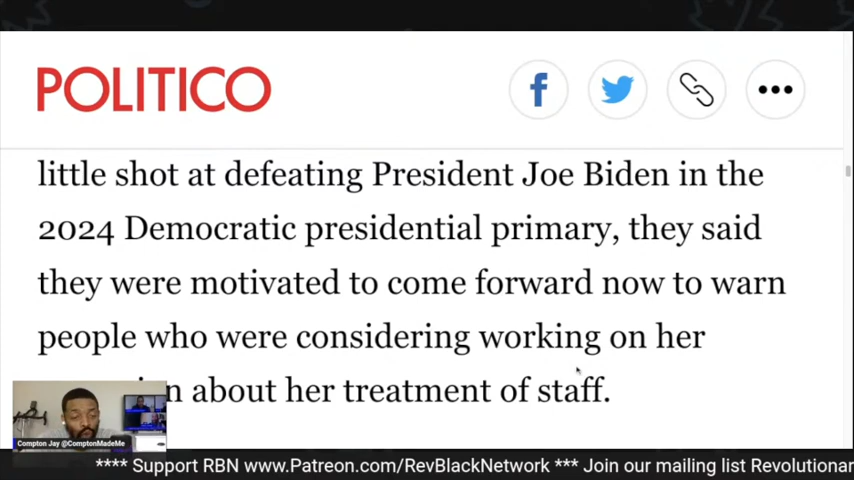 POLITICO
little shot at defeating President Joe Biden in the
2024 Democratic presidential primary, they said
they were motivated to come forward now to warn
people who were considering working on her
about her treatment of staff.
Compton Jay @ComptonMadeMe
**** Support RBN www.Patreon.com/RevBlackNetwork *** Join our mailing list Revolutionar